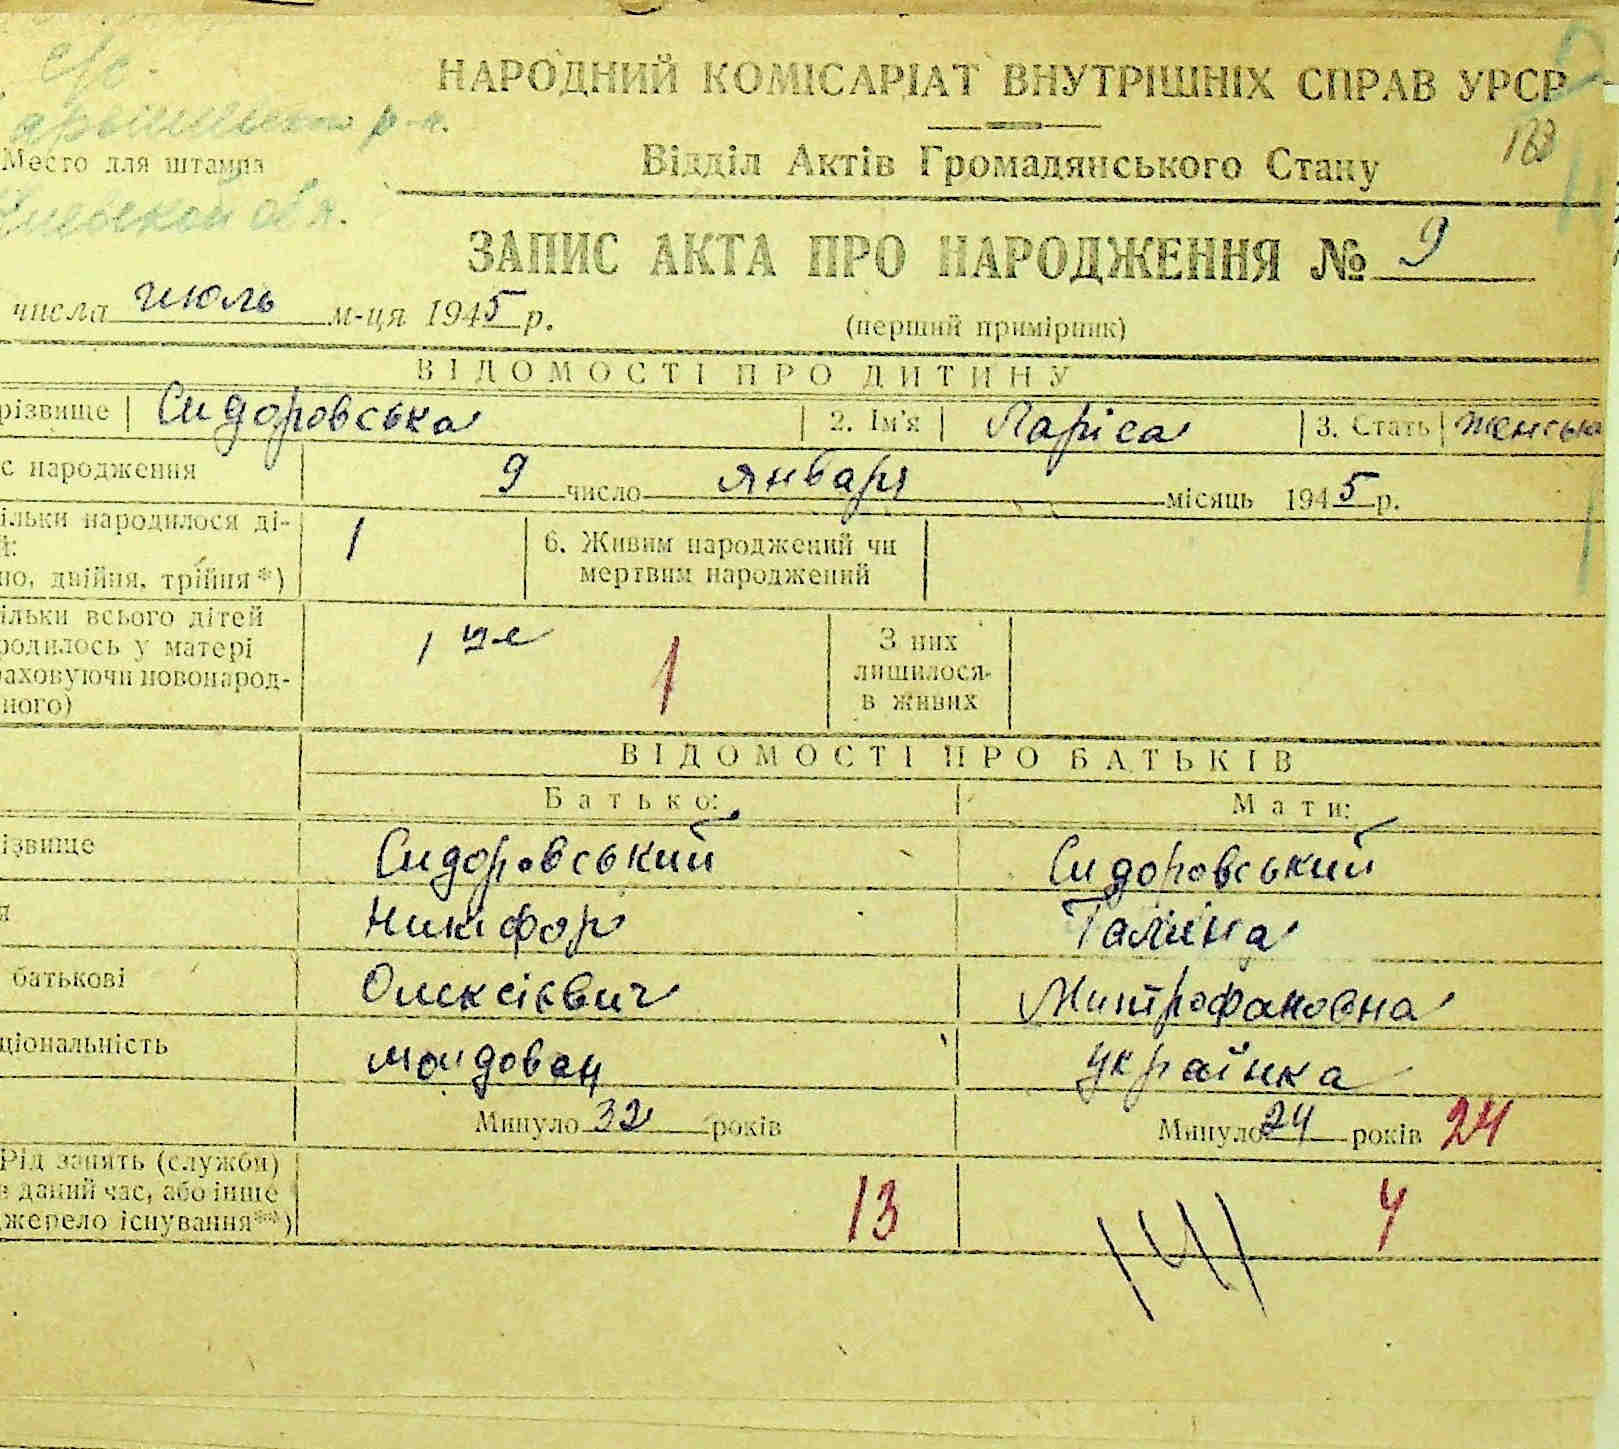 с/с.
р-н.
НАРОДНИЙ КОМІСАРІАТ ВНУТРІШНІХ СПРАВ УРСР
Место для штампа
Відділ Актів Громадянського Стану
обл.
ЗАПИС АКТА ПРО НАРОДЖЕННЯ № 9
числа июль м-ця 1945 р.
(перший примірник)
ВІДОМОСТІ ПРО ДИТИНУ
різвище Сидоровська 2. Ім'я Ларіса 3. Стать женська
с народження 9 число января місяць 1945 р.
ільки народилося ді-
й:
но, двійня, трійня*) 1 6. Живим народжений чи
мертвим народжений
ільки всього дітей
родилось у матері
раховуючи новонарод-
ного) 1 1 З них
лишилося
в живих
ВІДОМОСТІ ПРО БАТЬКІВ
Батько: Мати:
ізвище Сидоровський Сидоровський
я Никифор Галина
батькові Олексієвич Митрофановна
ціональність молдован українка
Минуло 32 років Минуло 24 років 24
Рід занять (служби)
в даний час, або інше
джерело існування**) 13 4